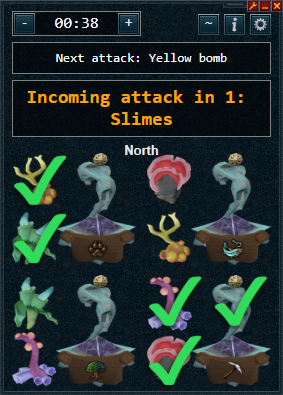 - 00:38 + ~ i
Next attack: Yellow bomb
Incoming attack in 1:
Slimes
North